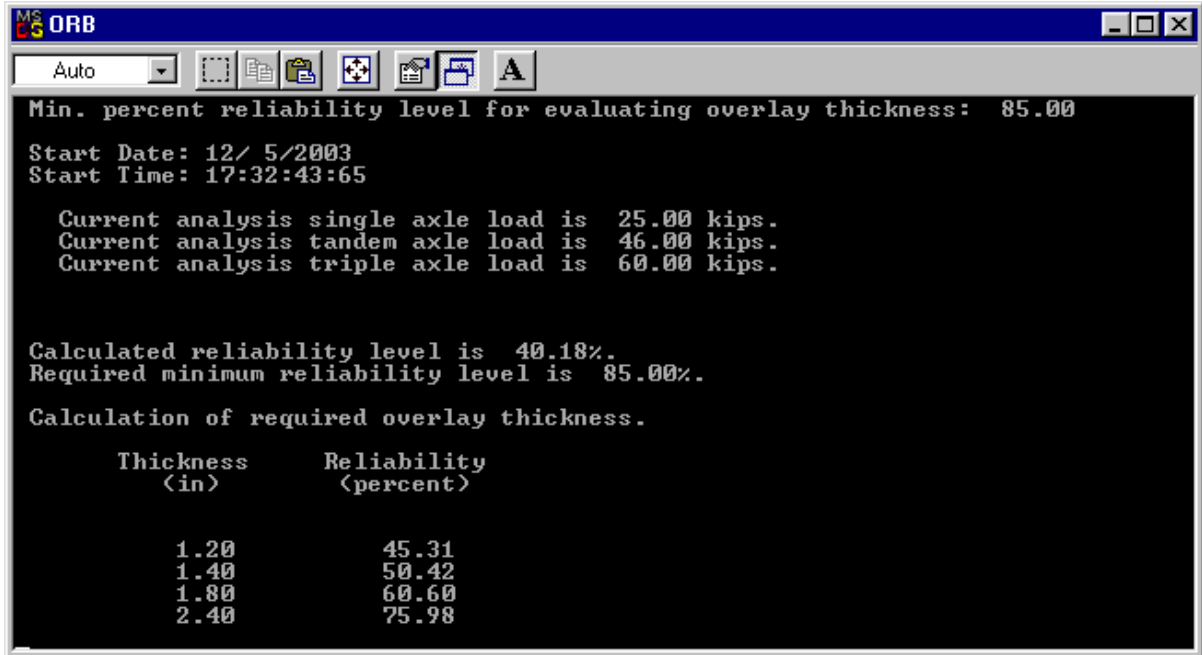 MS DS ORB
Auto A
Min. percent reliability level for evaluating overlay thickness: 85.00
Start Date: 12/ 5/2003
Start Time: 17:32:43:65
Current analysis single axle load is 25.00 kips.
Current analysis tandem axle load is 46.00 kips.
Current analysis triple axle load is 60.00 kips.
Calculated reliability level is 40.18%.
Required minimum reliability level is 85.00%.
Calculation of required overlay thickness.
Thickness Reliability
(in) (percent)
1.20 45.31
1.40 50.42
1.80 60.60
2.40 75.98